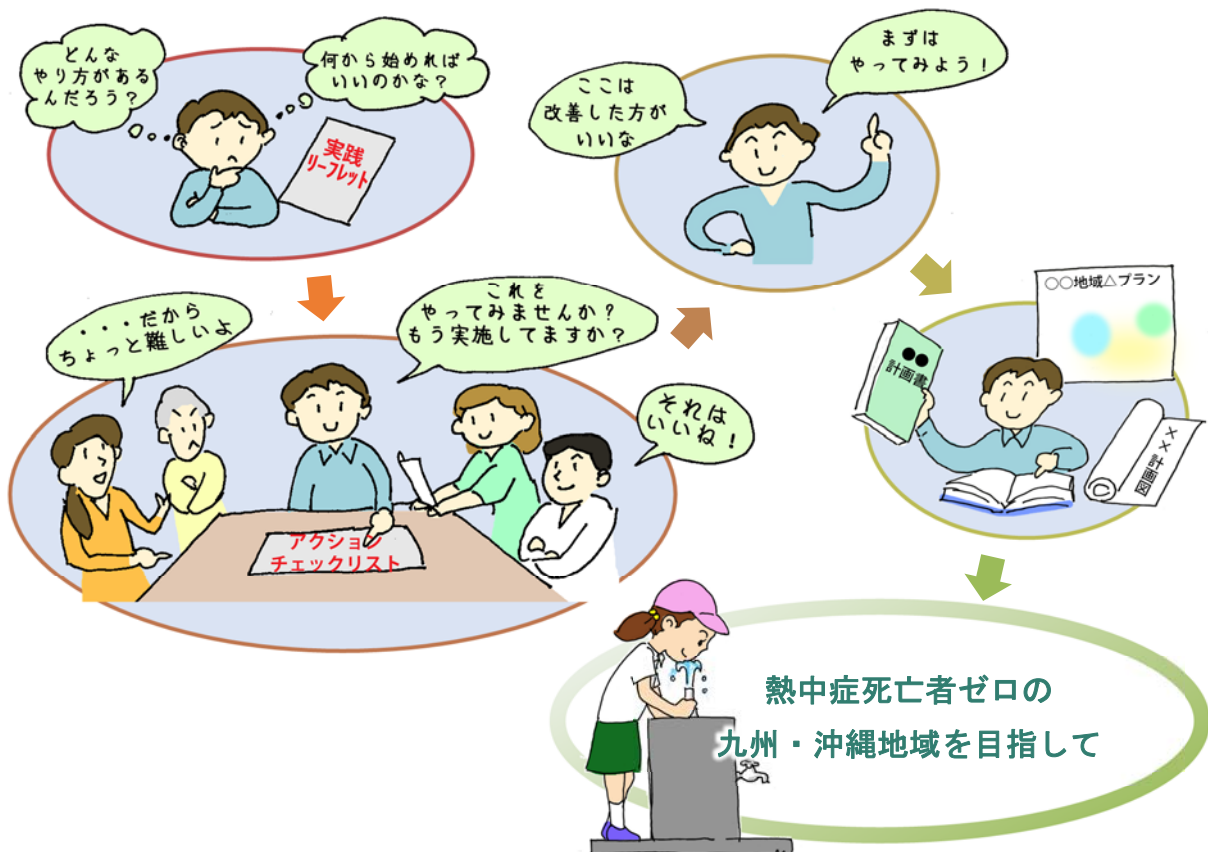 どんな
やり方がある
んだろう？
何から始めれば
いいのかな？
実践
リーフレット
・・・だから
ちょっと難しいよ
これを
やってみませんか？
もう実施してますか？
それは
いいね！
アクション
チェックリスト
ここは
改善した方が
いいな
まずは
やってみよう！
○○地域△プラン
●●
計画書
××計画図
熱中症死亡者ゼロの
九州・沖縄地域を目指して